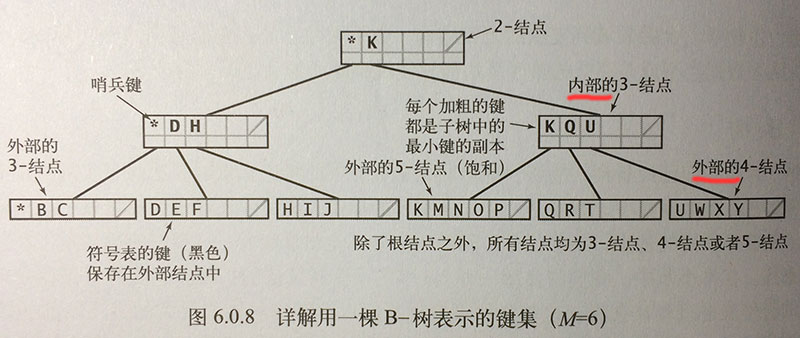 2-结点
* K
哨兵键
内部的3-结点
每个加粗的键
都是子树中的
最小键的副本
* D H
K Q U
外部的
3-结点
外部的5-结点（饱和）
外部的4-结点
* B C
D E F
H I J
K M N O P
Q R T
U W X Y
符号表的键（黑色）
保存在外部结点中
除了根结点之外，所有结点均为3-结点、4-结点或者5-结点
图 6.0.8 详解用一棵 B-树表示的键集（M=6）